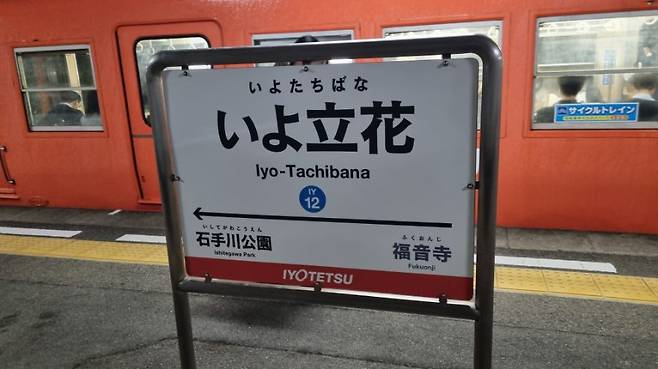 いよたちばな
いよ立花
Iyo-Tachibana
IY
12
いしてがわこうえん
石手川公園
Ishitegawa Park
ふくおんじ
福音寺
Fukuonji
IYOTETSU
サイクルトレイン